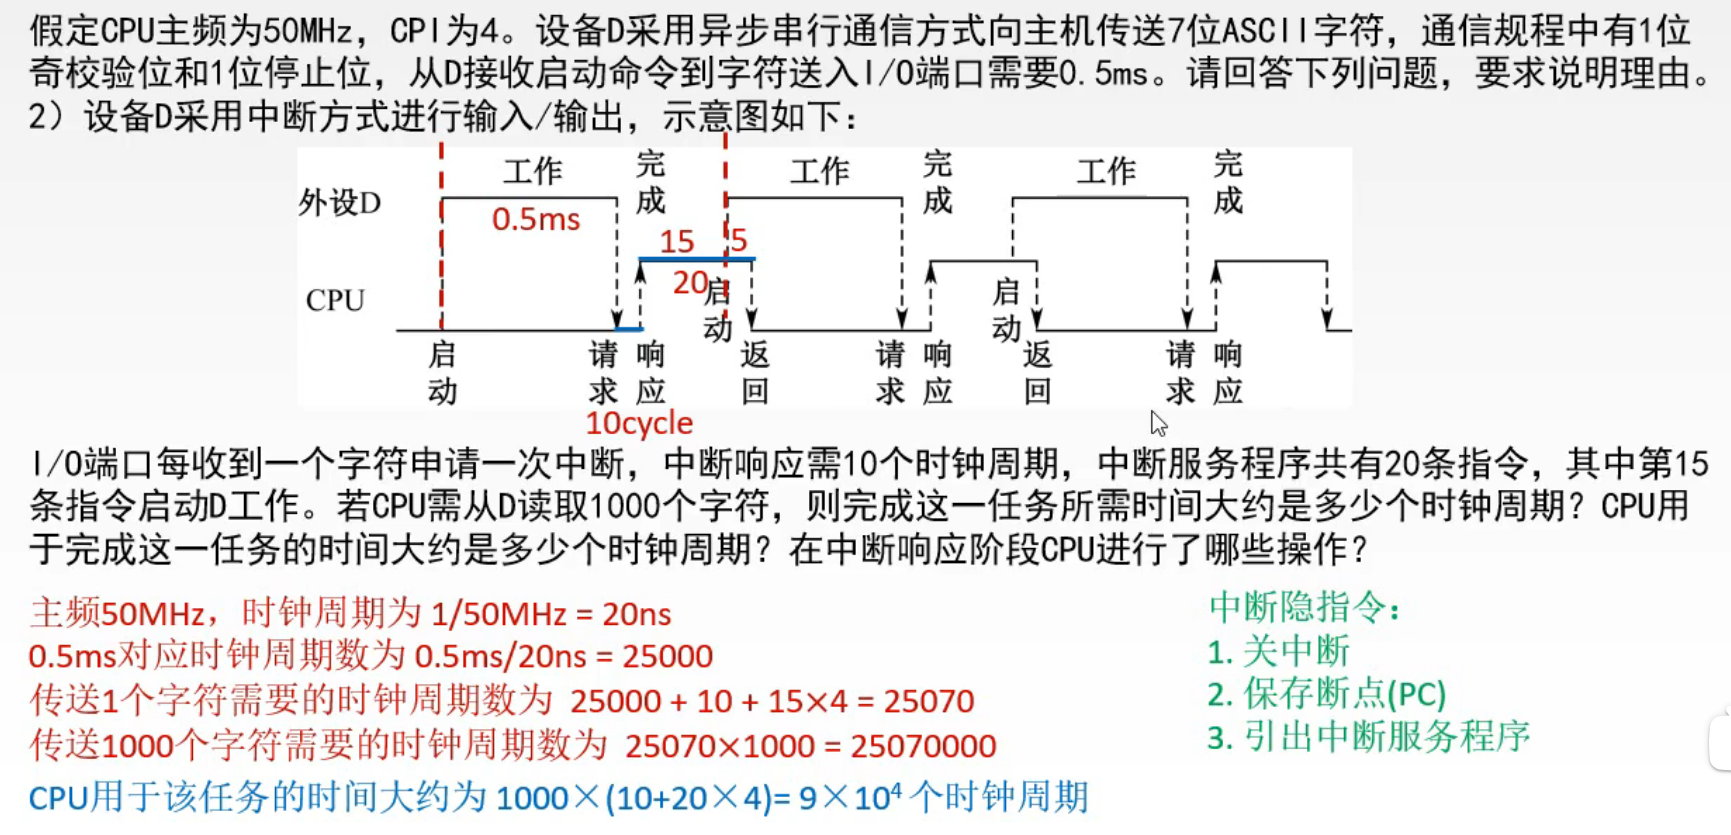 假定CPU主频为50MHz，CPI为4。设备D采用异步串行通信方式向主机传送7位ASCII字符，通信规程中有1位
奇校验位和1位停止位，从D接收启动命令到字符送入I/O端口需要0.5ms。请回答下列问题，要求说明理由。
2）设备D采用中断方式进行输入/输出，示意图如下：
工作 完成 工作 完成 工作 完成
外设D
0.5ms
15 5
20
CPU
启动 启动
启动 请求 响应 返回 请求 响应 返回 请求 响应
10cycle
I/O端口每收到一个字符申请一次中断，中断响应需10个时钟周期，中断服务程序共有20条指令，其中第15
条指令启动D工作。若CPU需从D读取1000个字符，则完成这一任务所需时间大约是多少个时钟周期？CPU用
于完成这一任务的时间大约是多少个时钟周期？在中断响应阶段CPU进行了哪些操作？
主频50MHz，时钟周期为 1/50MHz = 20ns
0.5ms对应时钟周期数为 0.5ms/20ns = 25000
传送1个字符需要的时钟周期数为 25000 + 10 + 15×4 = 25070
传送1000个字符需要的时钟周期数为 25070×1000 = 25070000
CPU用于该任务的时间大约为 1000×(10+20×4)= 9×10⁴ 个时钟周期
中断隐指令：
1. 关中断
2. 保存断点(PC)
3. 引出中断服务程序